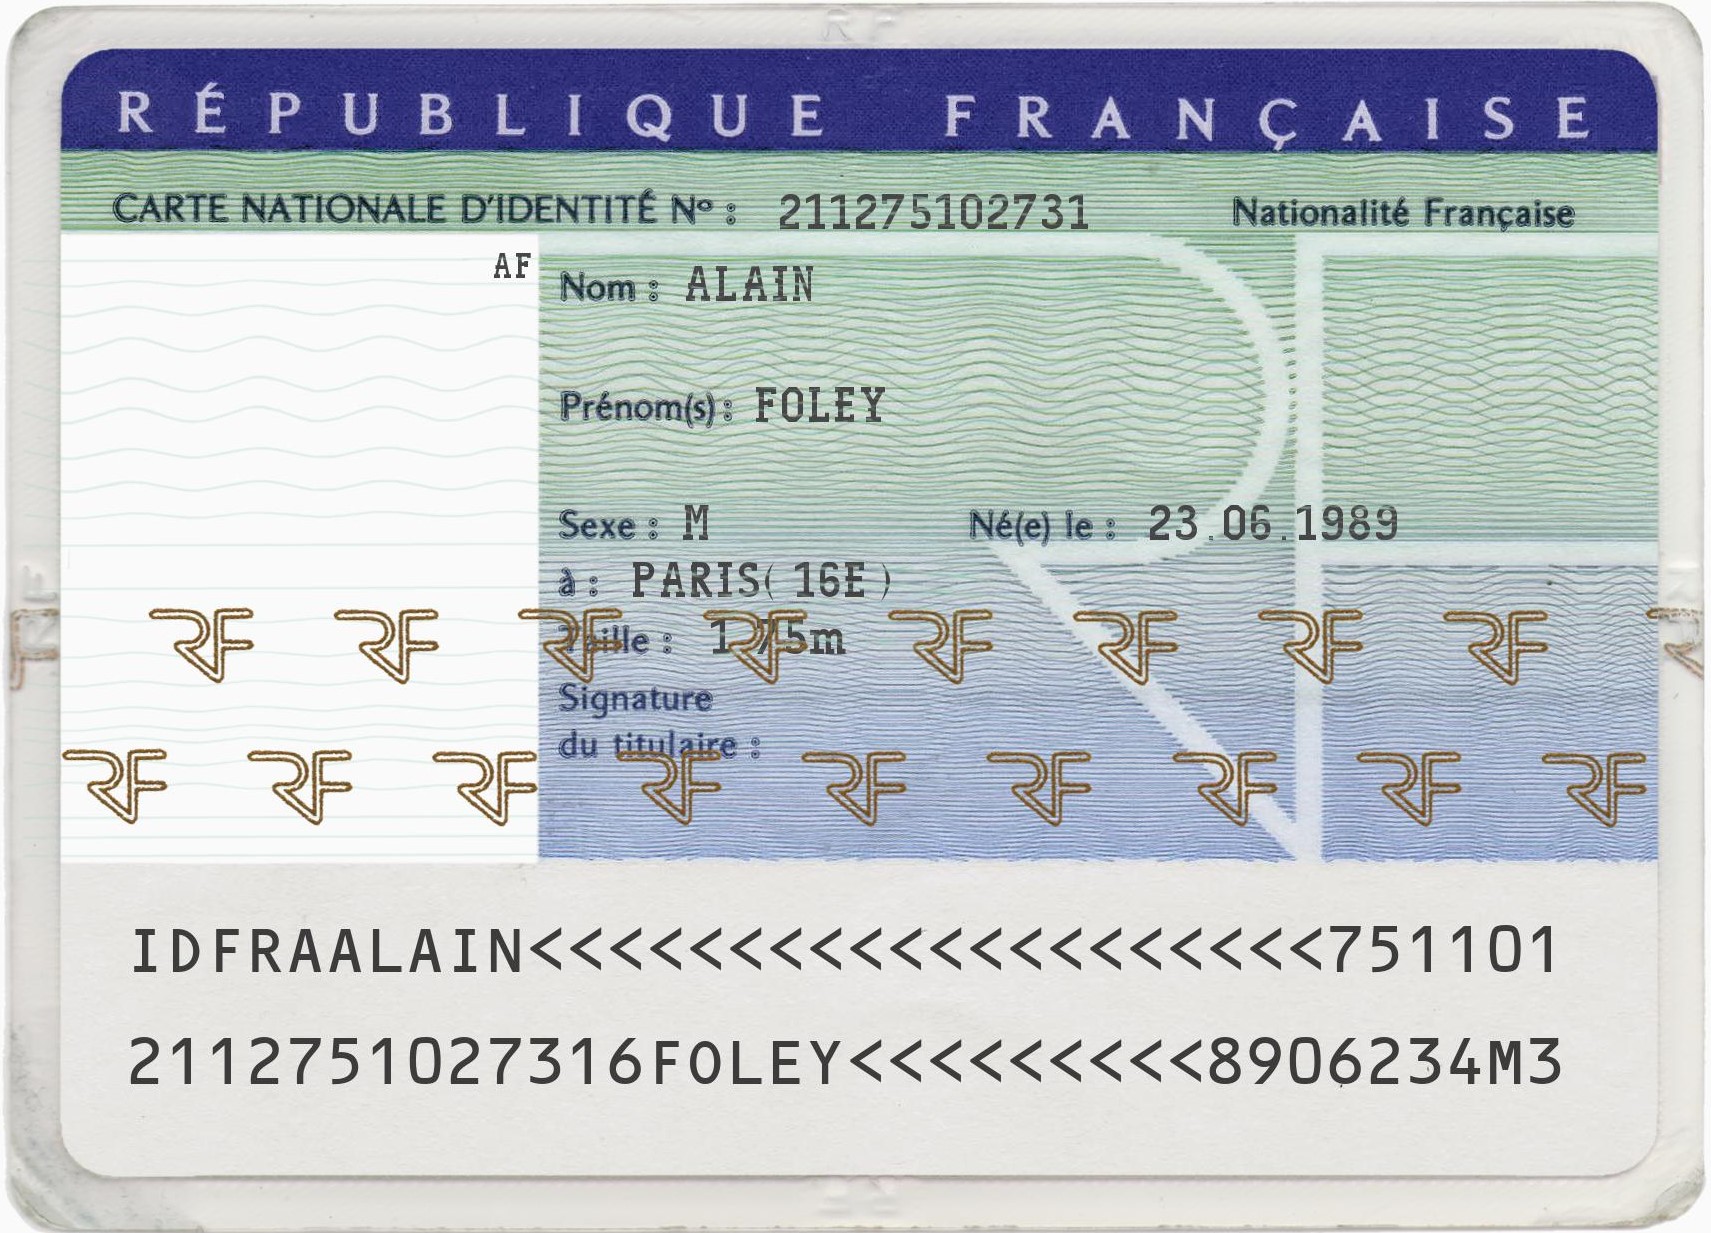 RÉPUBLIQUE FRANÇAISE
CARTE NATIONALE D'IDENTITÉ Nº : 211275102731 Nationalité Française
AF
Nom : ALAIN
Prénom(s) : FOLEY
Sexe : M Né(e) le : 23.06.1989
à : PARIS( 16E )
Taille : 1,75m
Signature
du titulaire :
RF RF RF RF RF RF RF RF
RF RF RF RF RF RF RF RF RF
IDFRAALAIN<<<<<<<<<<<<<<<<<<<<751101
2112751027316FOLEY<<<<<<<<<8906234M3